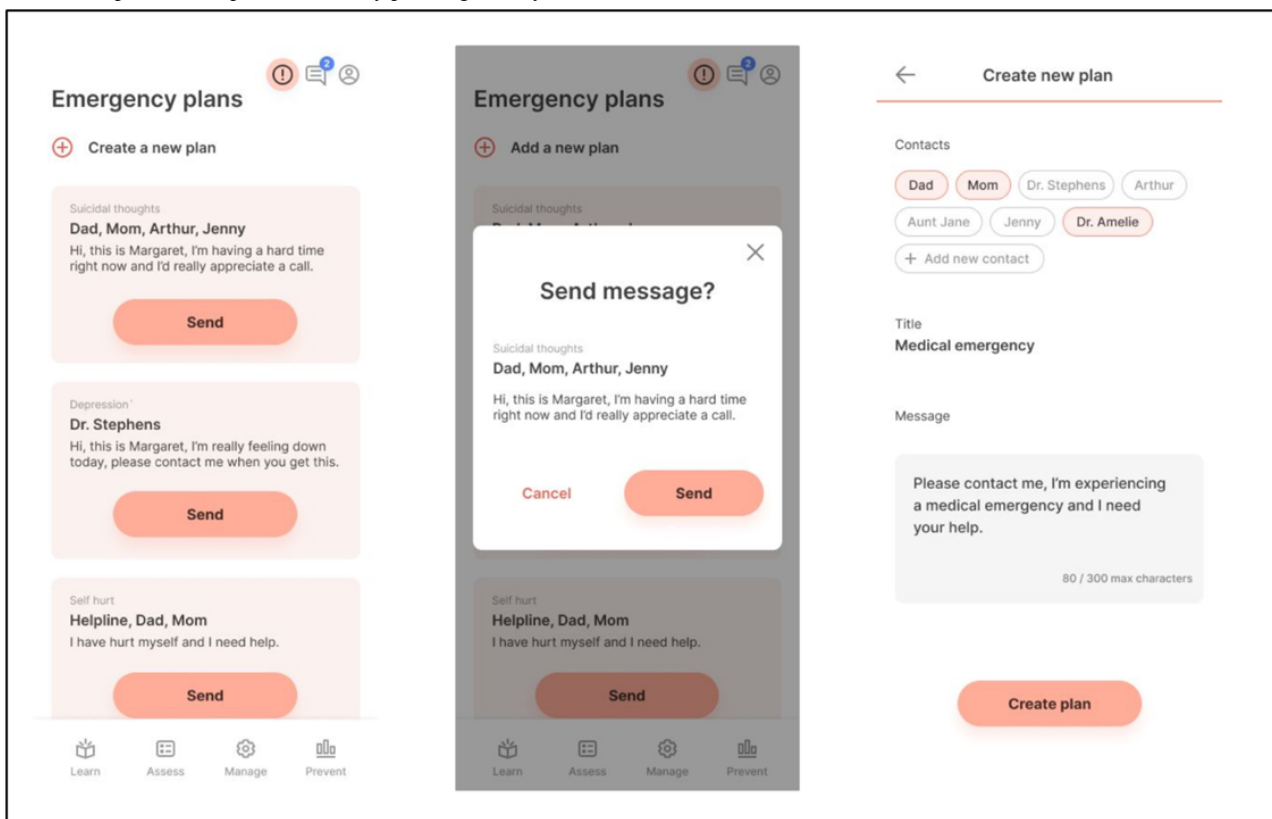 2
Emergency plans
Create a new plan
Suicidal thoughts
Dad, Mom, Arthur, Jenny
Hi, this is Margaret, I'm having a hard time
right now and I'd really appreciate a call.
Send
Depression
Dr. Stephens
Hi, this is Margaret, I'm really feeling down
today, please contact me when you get this.
Send
Self hurt
Helpline, Dad, Mom
I have hurt myself and I need help.
Send
Learn Assess Manage Prevent
2
Emergency plans
Add a new plan
Suicidal thoughts
Send message?
Suicidal thoughts
Dad, Mom, Arthur, Jenny
Hi, this is Margaret, I'm having a hard time
right now and I'd really appreciate a call.
Cancel Send
Self hurt
Helpline, Dad, Mom
I have hurt myself and I need help.
Send
Learn Assess Manage Prevent
Create new plan
Contacts
Dad Mom Dr. Stephens Arthur
Aunt Jane Jenny Dr. Amelie
+ Add new contact
Title
Medical emergency
Message
Please contact me, I'm experiencing
a medical emergency and I need
your help.
80 / 300 max characters
Create plan